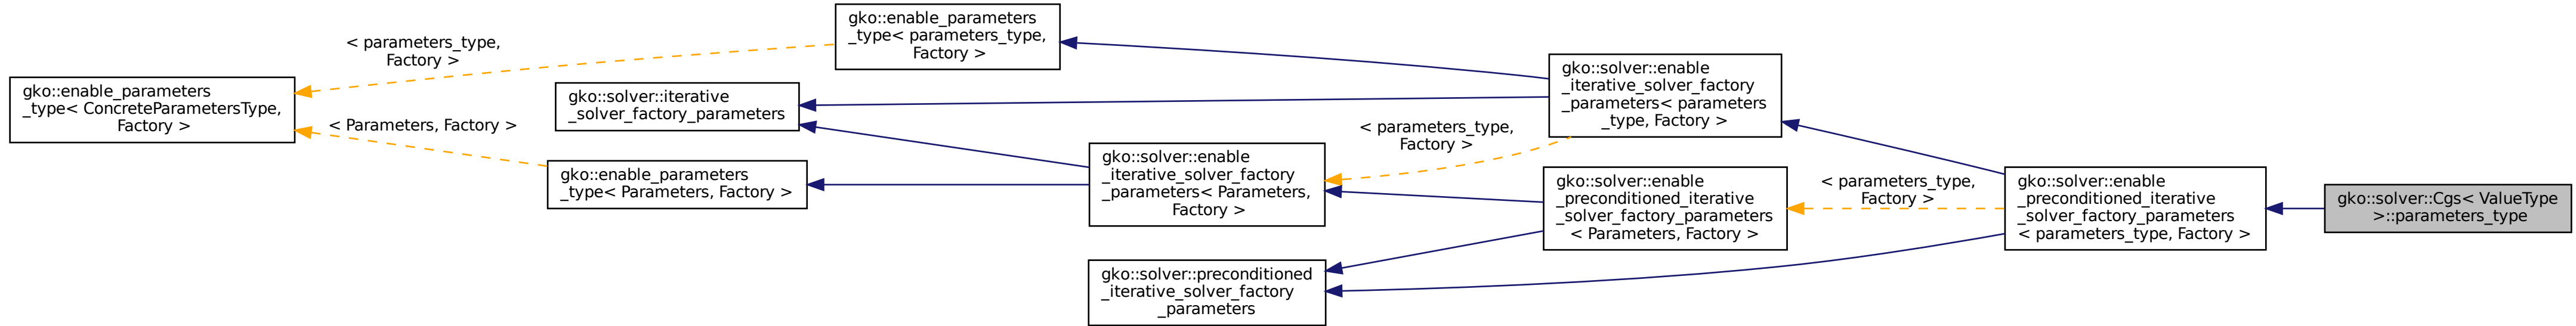 gko::enable_parameters
_type< ConcreteParametersType,
Factory >
< parameters_type,
Factory >
< Parameters, Factory >
gko::solver::iterative
_solver_factory_parameters
gko::enable_parameters
_type< Parameters, Factory >
gko::enable_parameters
_type< parameters_type,
Factory >
gko::solver::enable
_iterative_solver_factory
_parameters< Parameters,
Factory >
gko::solver::preconditioned
_iterative_solver_factory
_parameters
< parameters_type,
Factory >
gko::solver::enable
_iterative_solver_factory
_parameters< parameters
_type, Factory >
gko::solver::enable
_preconditioned_iterative
_solver_factory_parameters
< Parameters, Factory >
< parameters_type,
Factory >
gko::solver::enable
_preconditioned_iterative
_solver_factory_parameters
< parameters_type, Factory >
gko::solver::Cgs< ValueType
>::parameters_type